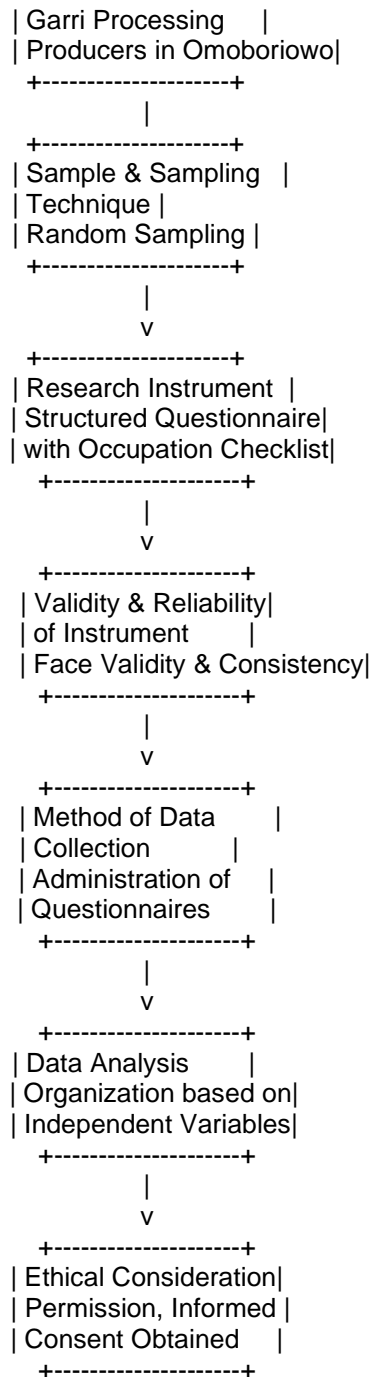 | Garri Processing |
| Producers in Omoboriowo|
+---------------------+
|
+---------------------+
| Sample & Sampling |
| Technique |
| Random Sampling |
+---------------------+
|
v
+---------------------+
| Research Instrument |
| Structured Questionnaire|
| with Occupation Checklist|
+---------------------+
|
v
+---------------------+
| Validity & Reliability|
| of Instrument |
| Face Validity & Consistency|
+---------------------+
|
v
+---------------------+
| Method of Data |
| Collection |
| Administration of |
| Questionnaires |
+---------------------+
|
v
+---------------------+
| Data Analysis |
| Organization based on|
| Independent Variables|
+---------------------+
|
v
+---------------------+
| Ethical Consideration|
| Permission, Informed |
| Consent Obtained |
+---------------------+